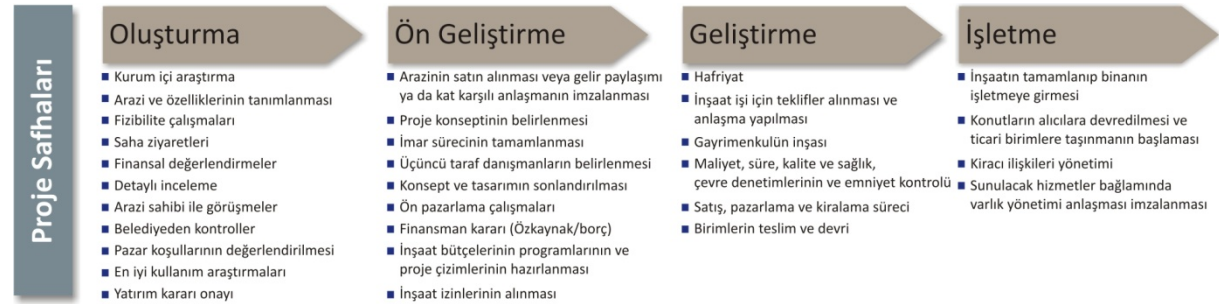 Proje Safhaları
Oluşturma
Kurum içi araştırma
Arazi ve özelliklerinin tanımlanması
Fizibilite çalışmaları
Saha ziyaretleri
Finansal değerlendirmeler
Detaylı inceleme
Arazi sahibi ile görüşmeler
Belediyeden kontroller
Pazar koşullarının değerlendirilmesi
En iyi kullanım araştırmaları
Yatırım kararı onayı
Ön Geliştirme
Arazinin satın alınması veya gelir paylaşımı
ya da kat karşılı anlaşmanın imzalanması
Proje konseptinin belirlenmesi
İmar sürecinin tamamlanması
Üçüncü taraf danışmanların belirlenmesi
Konsept ve tasarımın sonlandırılması
Ön pazarlama çalışmaları
Finansman kararı (Özkaynak/borç)
İnşaat bütçelerinin programlarının ve
proje çizimlerinin hazırlanması
İnşaat izinlerinin alınması
Geliştirme
Hafriyat
İnşaat işi için teklifler alınması ve
anlaşma yapılması
Gayrimenkulün inşası
Maliyet, süre, kalite ve sağlık,
çevre denetimlerinin ve emniyet kontrolü
Satış, pazarlama ve kiralama süreci
Birimlerin teslim ve devri
İşletme
İnşaatın tamamlanıp binanın
işletmeye girmesi
Konutların alıcılara devredilmesi ve
ticari birimlere taşınmanın başlaması
Kiracı ilişkileri yönetimi
Sunulacak hizmetler bağlamında
varlık yönetimi anlaşması imzalanması